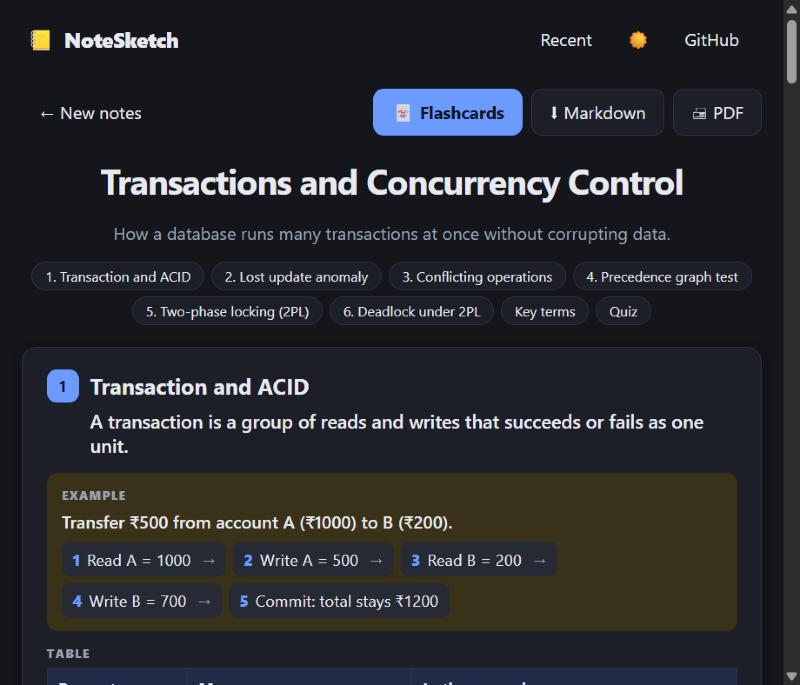 NoteSketch
Recent
GitHub
← New notes
Flashcards
⬇ Markdown
PDF
Transactions and Concurrency Control
How a database runs many transactions at once without corrupting data.
1. Transaction and ACID
2. Lost update anomaly
3. Conflicting operations
4. Precedence graph test
5. Two-phase locking (2PL)
6. Deadlock under 2PL
Key terms
Quiz
1 Transaction and ACID
A transaction is a group of reads and writes that succeeds or fails as one
unit.
EXAMPLE
Transfer ₹500 from account A (₹1000) to B (₹200).
1 Read A = 1000 →
2 Write A = 500 →
3 Read B = 200 →
4 Write B = 700 →
5 Commit: total stays ₹1200
TABLE